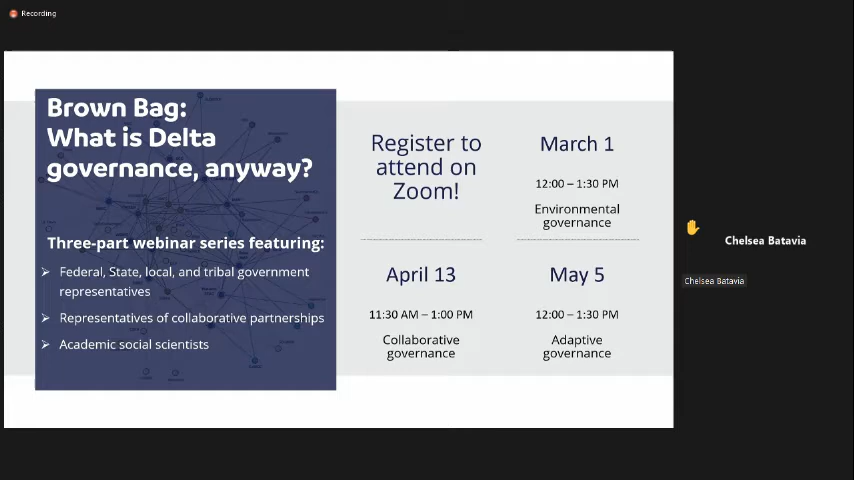 Recording
Brown Bag:
What is Delta
governance, anyway?
Three-part webinar series featuring:
Federal, State, local, and tribal government
representatives
Representatives of collaborative partnerships
Academic social scientists
Register to
attend on
Zoom!
March 1
12:00 – 1:30 PM
Environmental
governance
April 13
11:30 AM – 1:00 PM
Collaborative
governance
May 5
12:00 – 1:30 PM
Adaptive
governance
Chelsea Batavia
Chelsea Batavia